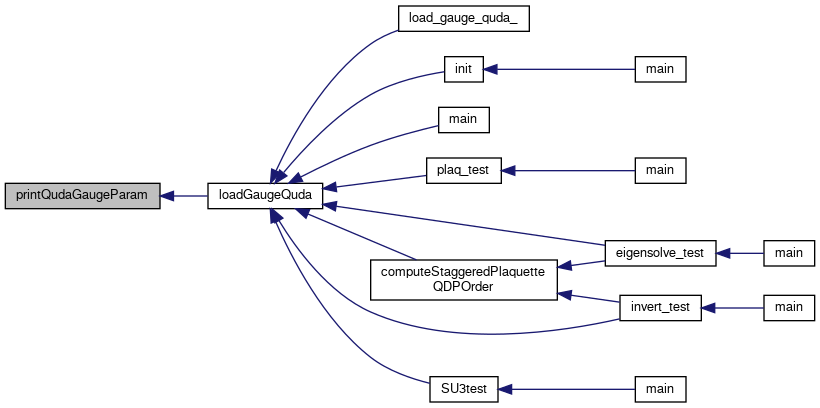 load_gauge_quda_
init
main
main
plaq_test
main
printQudaGaugeParam
loadGaugeQuda
eigensolve_test
main
computeStaggeredPlaquette
QDPOrder
invert_test
main
SU3test
main